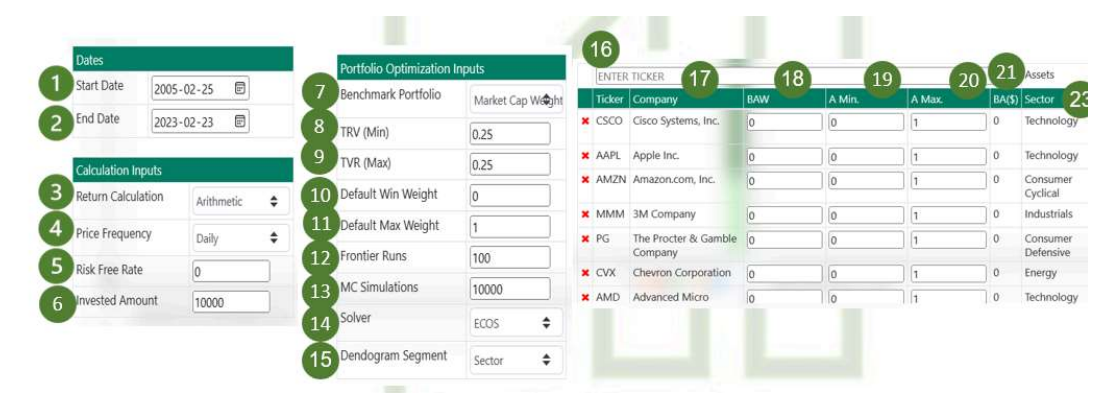 Dates
1 Start Date 2005-02-25
2 End Date 2023-02-23
Calculation Inputs
3 Return Calculation Arithmetic
4 Price Frequency Daily
5 Risk Free Rate 0
6 Invested Amount 10000
Portfolio Optimization Inputs
7 Benchmark Portfolio Market Cap Weight
8 TRV (Min) 0.25
9 TVR (Max) 0.25
10 Default Win Weight 0
11 Default Max Weight 1
12 Frontier Runs 100
13 MC Simulations 10000
14 Solver ECOS
15 Dendogram Segment Sector
16 17 18 19 20 21 23
ENTER TICKER Assets
Ticker Company BAW A Min. A Max. BA($) Sector
CSCO Cisco Systems, Inc. 0 0 1 0 Technology
AAPL Apple Inc. 0 0 1 0 Technology
AMZN Amazon.com, Inc. 0 0 1 0 Consumer
Cyclical
MMM 3M Company 0 0 1 0 Industrials
PG The Procter & Gamble 0 0 1 0 Consumer
Company Defensive
CVX Chevron Corporation 0 0 1 0 Energy
AMD Advanced Micro 0 0 1 0 Technology